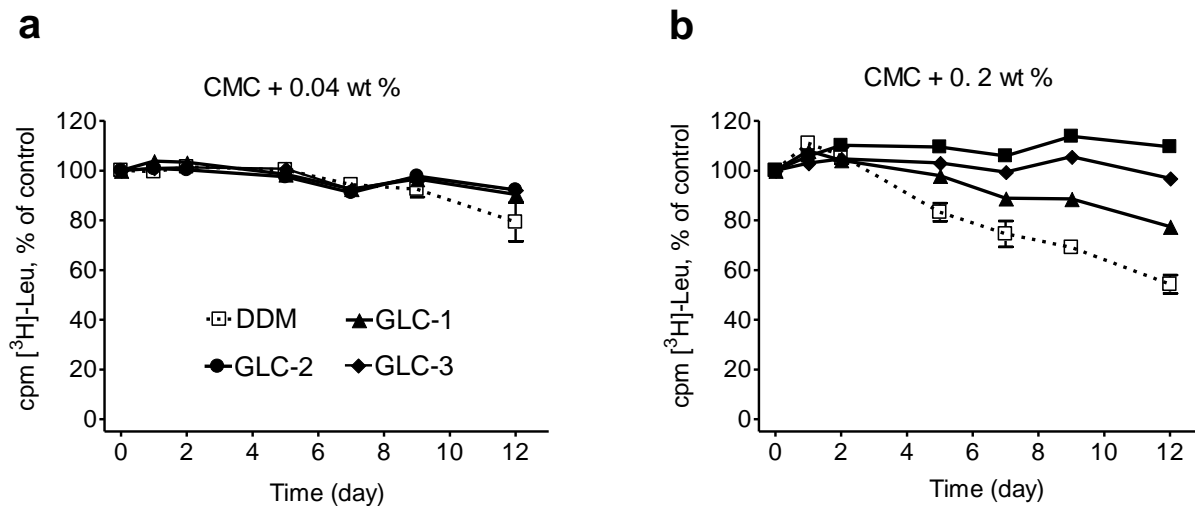 a
CMC + 0.04 wt %
cpm [³H]-Leu, % of control
120
100
80
60
40
20
0
DDM
GLC-1
GLC-2
GLC-3
0 2 4 6 8 10 12
Time (day)
b
CMC + 0. 2 wt %
cpm [³H]-Leu, % of control
120
100
80
60
40
20
0
0 2 4 6 8 10 12
Time (day)